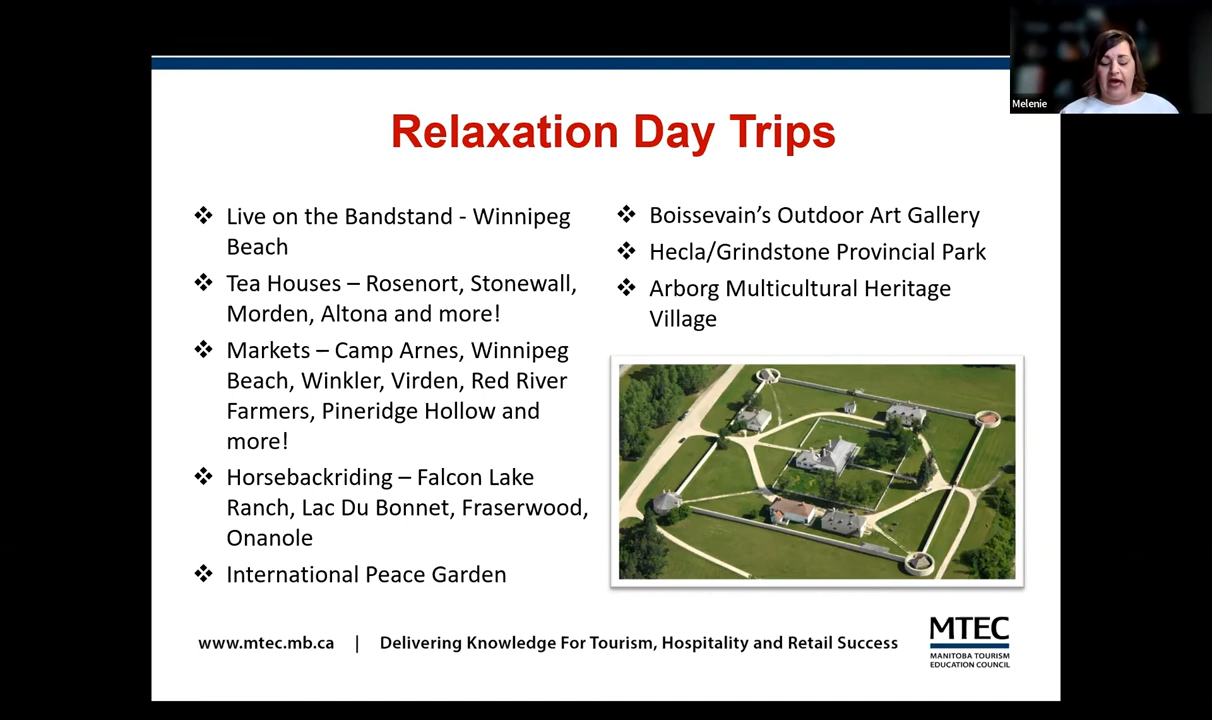 Melenie
Relaxation Day Trips
❖ Live on the Bandstand - Winnipeg
Beach
❖ Tea Houses – Rosenort, Stonewall,
Morden, Altona and more!
❖ Markets – Camp Arnes, Winnipeg
Beach, Winkler, Virden, Red River
Farmers, Pineridge Hollow and
more!
❖ Horsebackriding – Falcon Lake
Ranch, Lac Du Bonnet, Fraserwood,
Onanole
❖ International Peace Garden
❖ Boissevain’s Outdoor Art Gallery
❖ Hecla/Grindstone Provincial Park
❖ Arborg Multicultural Heritage
Village
www.mtec.mb.ca | Delivering Knowledge For Tourism, Hospitality and Retail Success
MTEC
MANITOBA TOURISM
EDUCATION COUNCIL